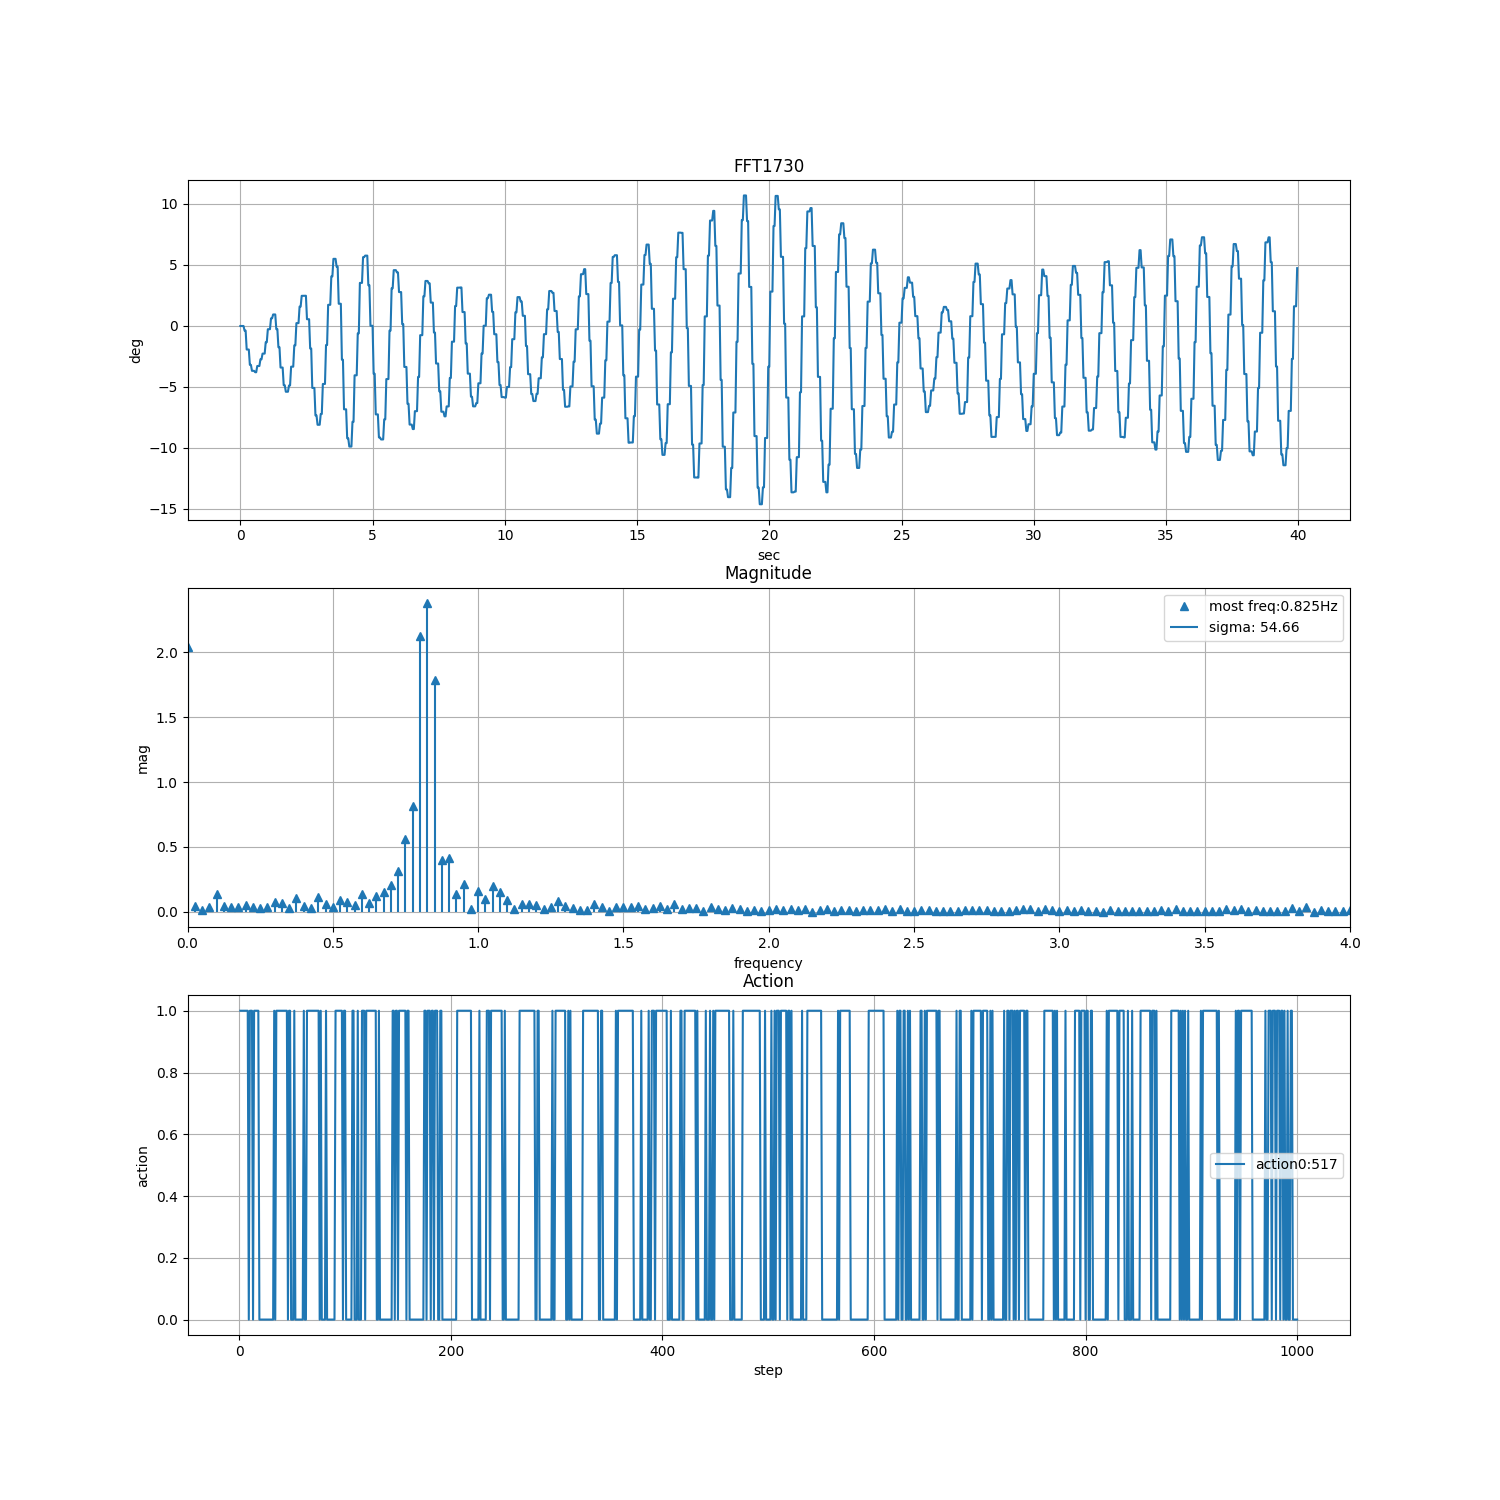 FFT1730
10
5
0
−5
−10
−15
deg
0 5 10 15 20 25 30 35 40
sec
Magnitude
most freq:0.825Hz
sigma: 54.66
2.0
1.5
1.0
0.5
0.0
mag
0.0 0.5 1.0 1.5 2.0 2.5 3.0 3.5 4.0
frequency
Action
1.0
0.8
0.6
0.4
0.2
0.0
action
action0:517
0 200 400 600 800 1000
step